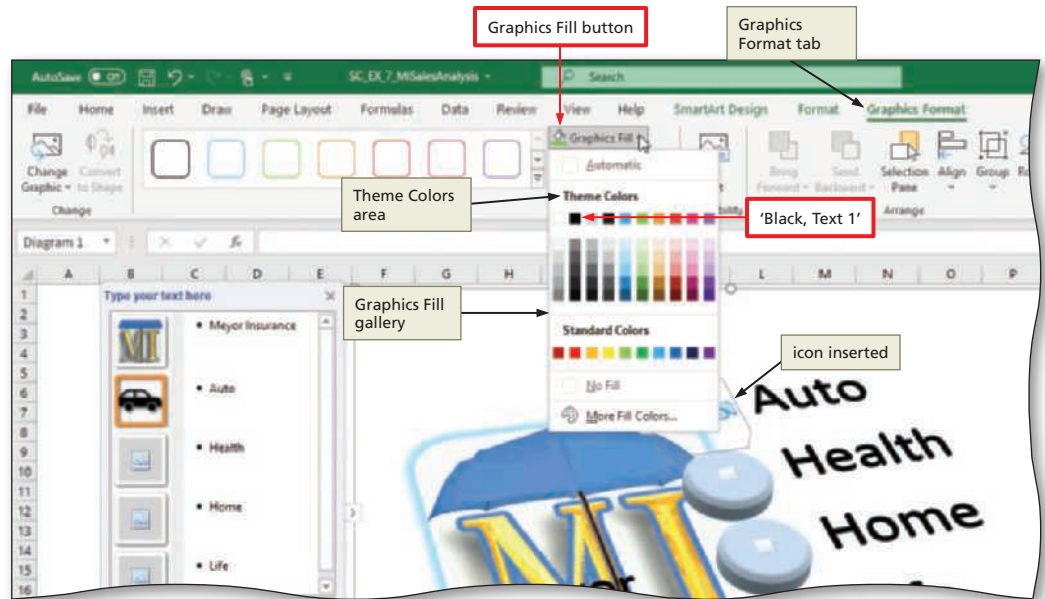 Graphics Fill button
Graphics
Format tab
AutoSave Off
SC_EX_7_MISalesAnalysis
Search
File Home Insert Draw Page Layout Formulas Data Review View Help SmartArt Design Format Graphics Format
Change
Graphic
Convert
to Shape
Change
Graphics Fill
Automatic
Theme Colors
Standard Colors
No Fill
More Fill Colors...
Bring
Forward
Send
Backward
Selection
Pane
Align
Group
Arrange
Theme Colors
area
'Black, Text 1'
Graphics Fill
gallery
icon inserted
Diagram 1
fx
A B C D E F G H L M N O P
1
2
3
4
5
6
7
8
9
10
11
12
13
14
15
16
Type your text here
MI
• Meyor Insurance
• Auto
• Health
• Home
• Life
Auto
Health
Home
MI